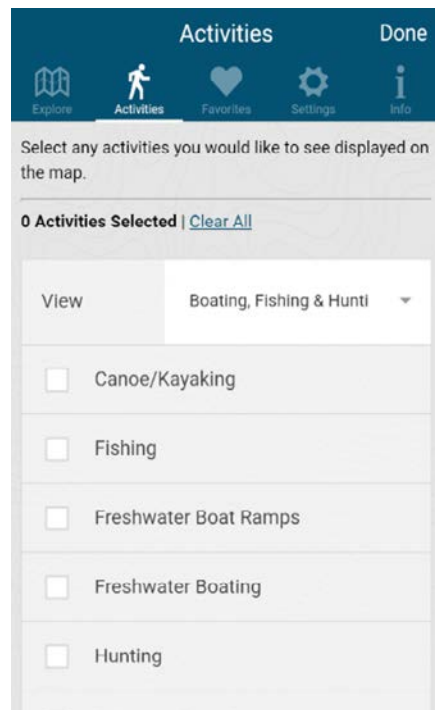 Activities Done
Explore Activities Favorites Settings Info
Select any activities you would like to see displayed on
the map.
0 Activities Selected | Clear All
View Boating, Fishing & Hunti
Canoe/Kayaking
Fishing
Freshwater Boat Ramps
Freshwater Boating
Hunting